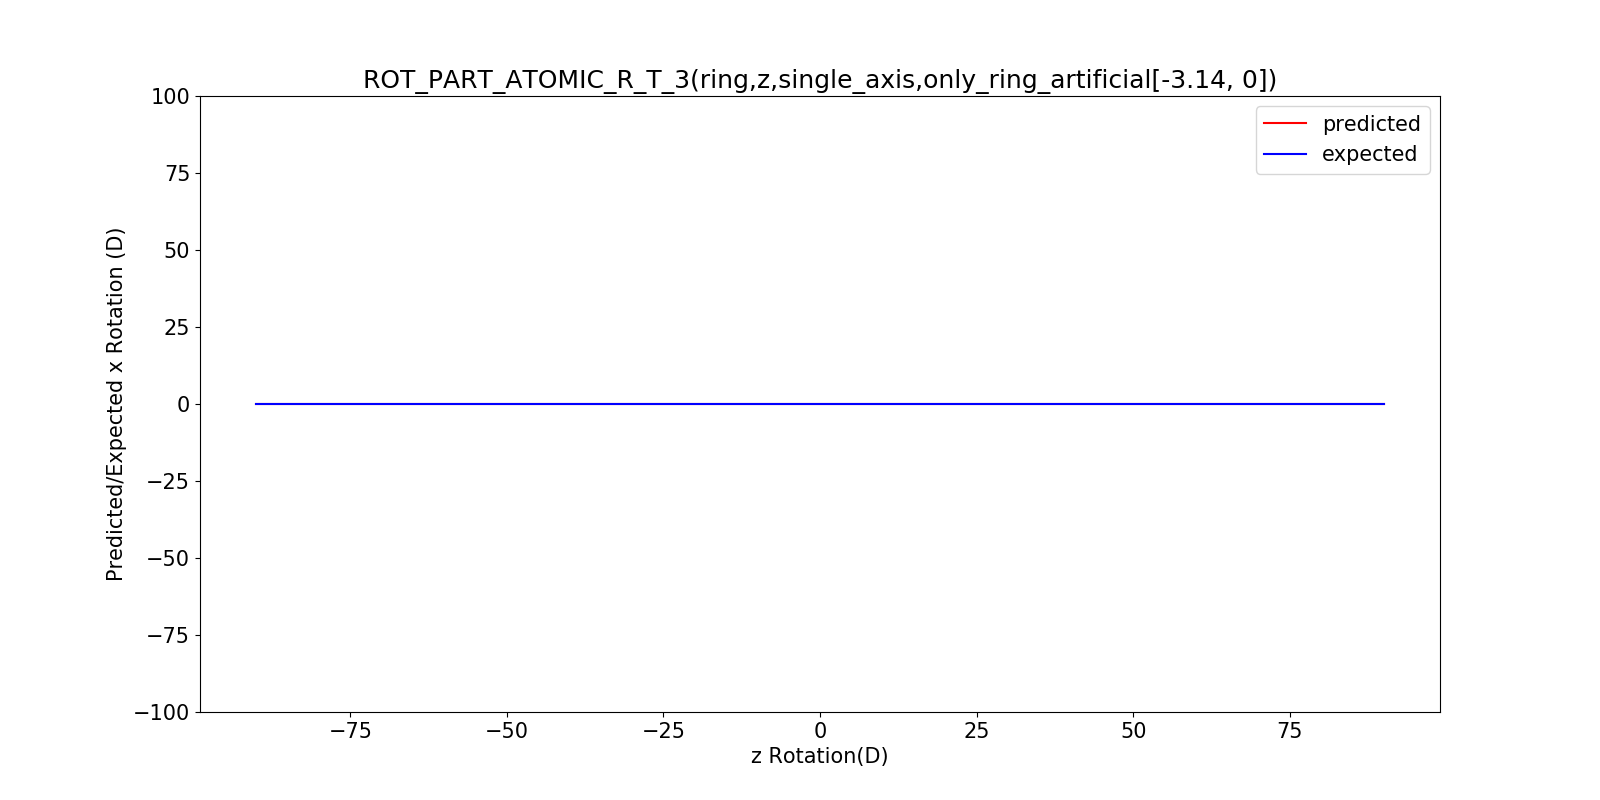 ROT_PART_ATOMIC_R_T_3(ring,z,single_axis,only_ring_artificial[-3.14, 0])
predicted
expected
Predicted/Expected x Rotation (D)
100
75
50
25
0
−25
−50
−75
−100
−75 −50 −25 0 25 50 75
z Rotation(D)